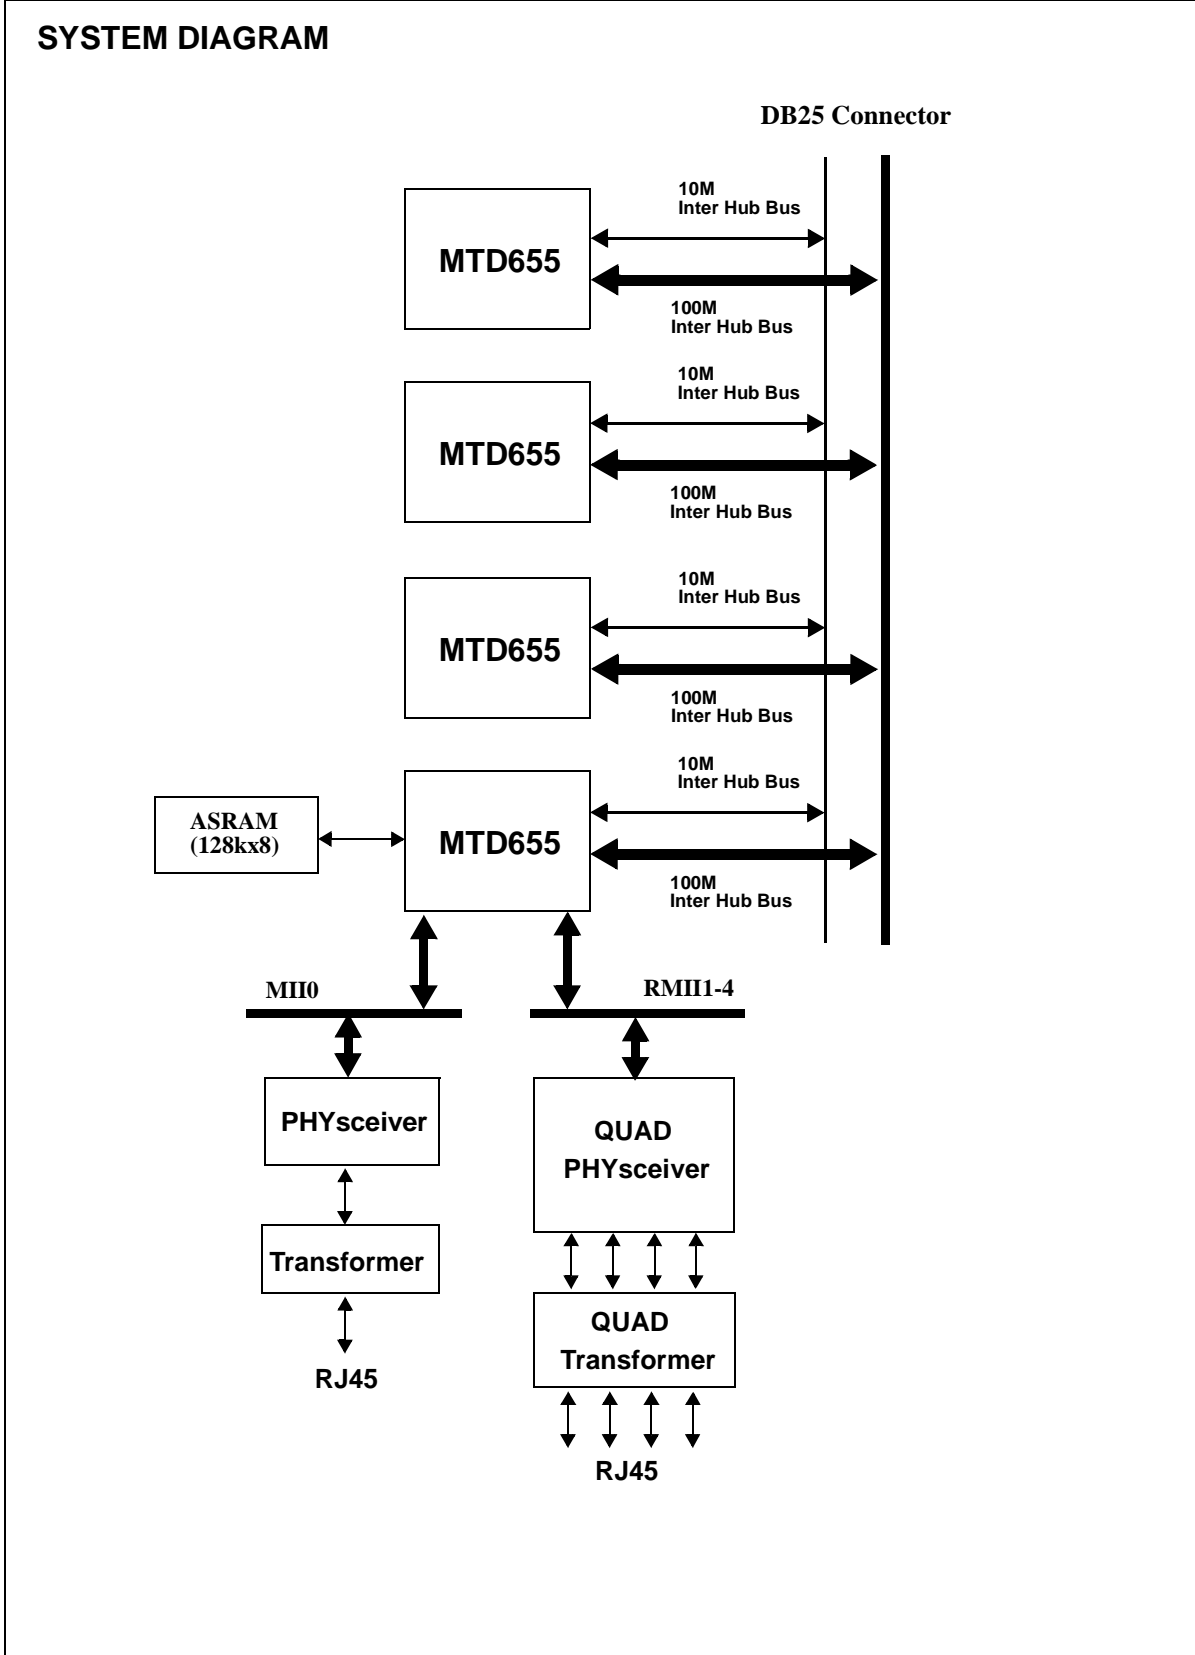 SYSTEM DIAGRAM
DB25 Connector
10M
Inter Hub Bus
MTD655
100M
Inter Hub Bus
10M
Inter Hub Bus
MTD655
100M
Inter Hub Bus
10M
Inter Hub Bus
MTD655
100M
Inter Hub Bus
10M
Inter Hub Bus
ASRAM
(128kx8)
MTD655
100M
Inter Hub Bus
MII0
RMII1-4
PHYsceiver
QUAD
PHYsceiver
Transformer
QUAD
Transformer
RJ45
RJ45